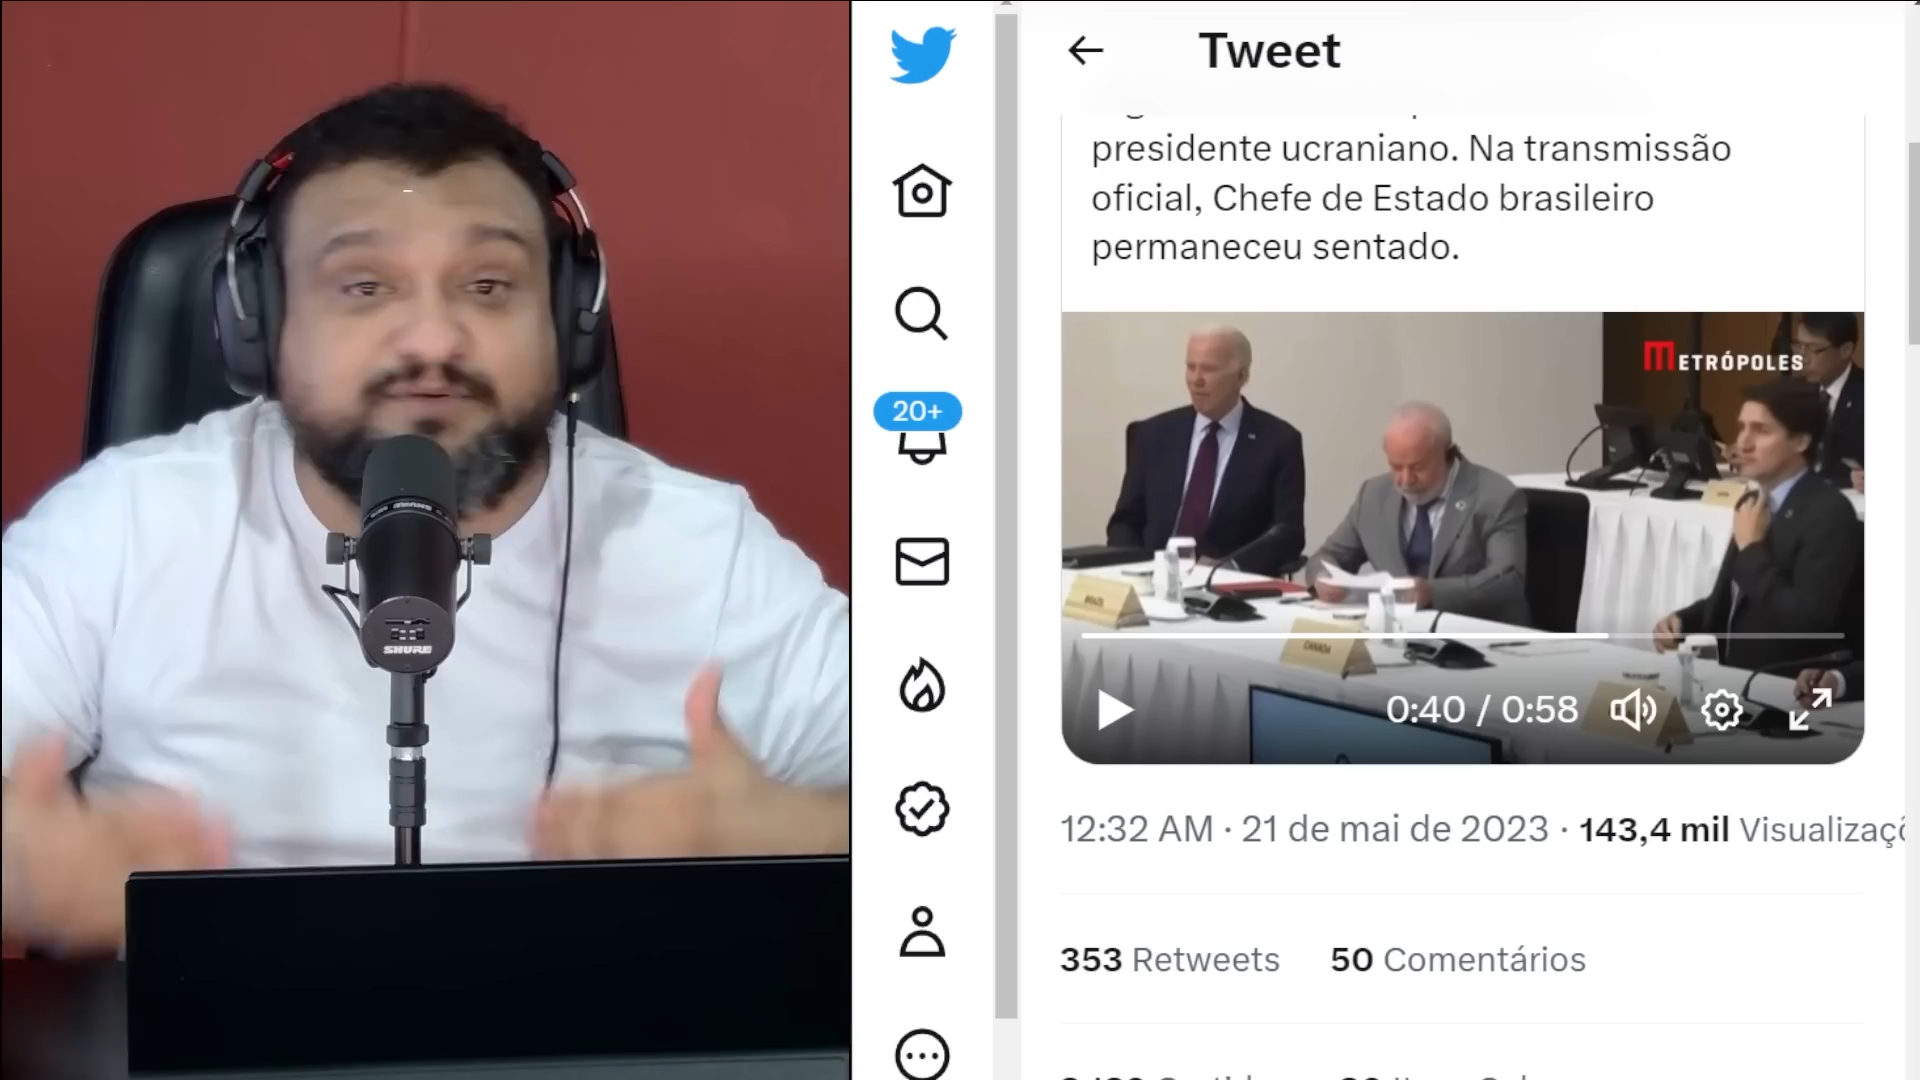 Tweet
presidente ucraniano. Na transmissão
oficial, Chefe de Estado brasileiro
permaneceu sentado.
METRÓPOLES
20+
BRAZIL
CANADA
0:40 / 0:58
SHURE
12:32 AM · 21 de mai de 2023 · 143,4 mil Visualizaçõ
353 Retweets 50 Comentários